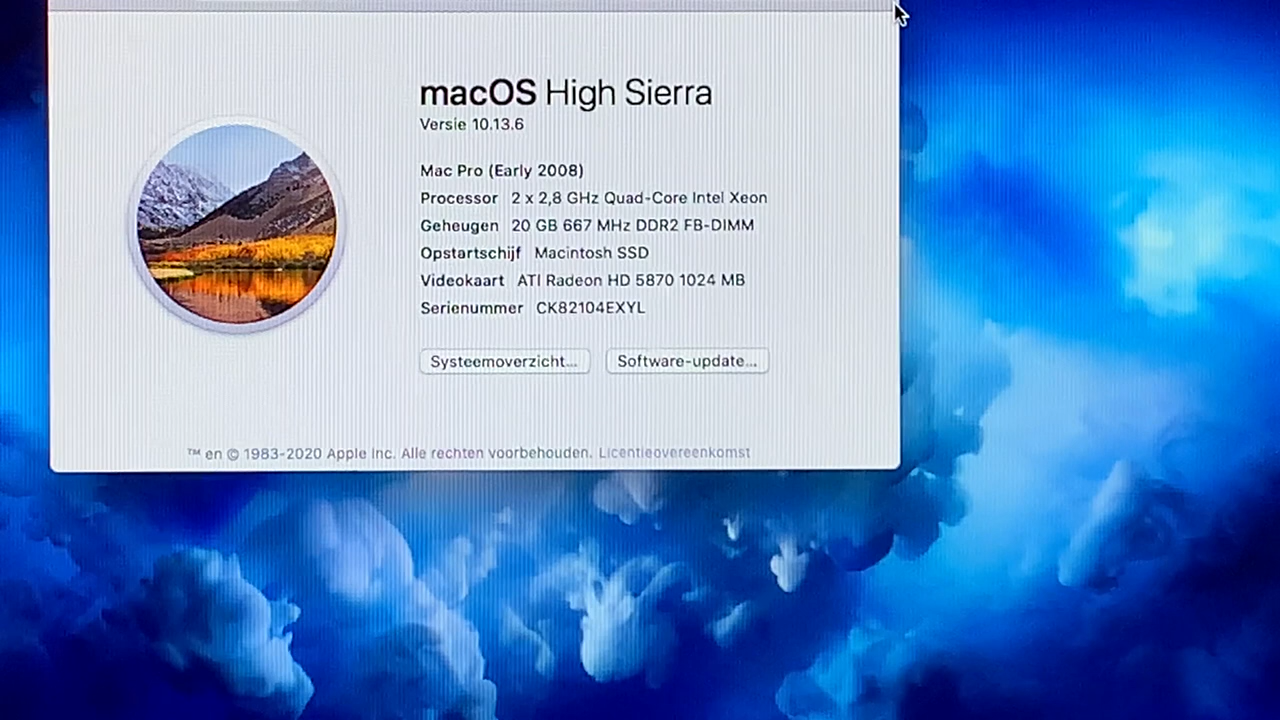 macOS High Sierra
Versie 10.13.6
Mac Pro (Early 2008)
Processor 2 x 2,8 GHz Quad-Core Intel Xeon
Geheugen 20 GB 667 MHz DDR2 FB-DIMM
Opstartschijf Macintosh SSD
Videokaart ATI Radeon HD 5870 1024 MB
Serienummer CK82104EXYL
Systeemoverzicht... Software-update...
™ en © 1983-2020 Apple Inc. Alle rechten voorbehouden. Licentieovereenkomst